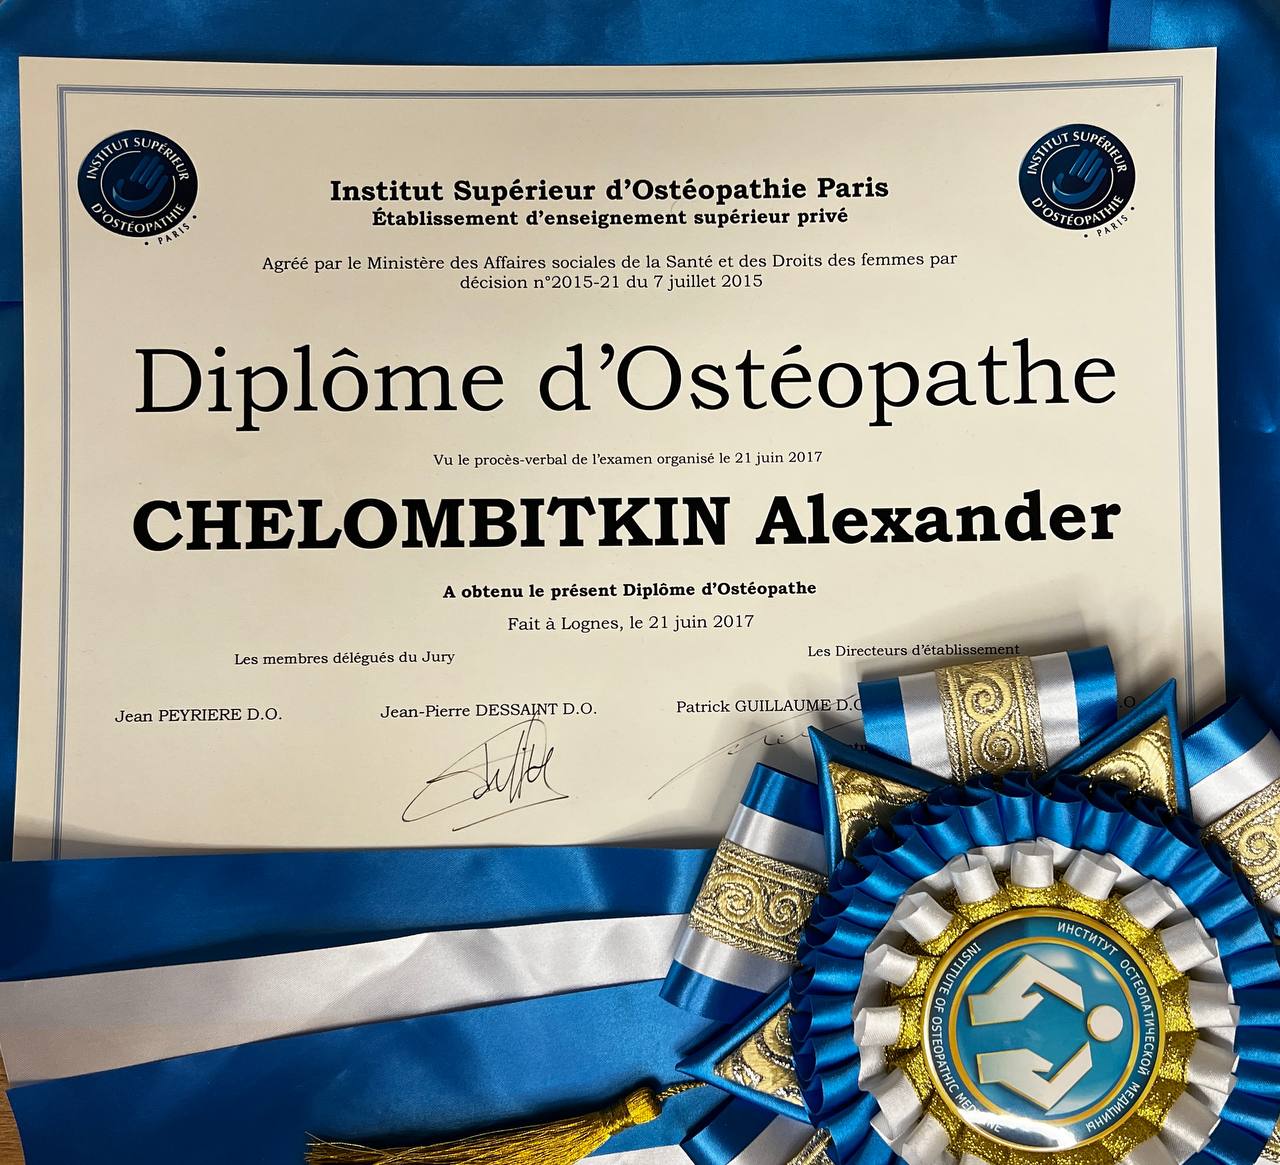 INSTITUT SUPÉRIEUR
D'OSTÉOPATHIE
• PARIS •
INSTITUT SUPÉRIEUR
D'OSTÉOPATHIE
• PARIS •
Institut Supérieur d'Ostéopathie Paris
Établissement d'enseignement supérieur privé
Agréé par le Ministère des Affaires sociales de la Santé et des Droits des femmes par
décision n°2015-21 du 7 juillet 2015
Diplôme d'Ostéopathe
Vu le procès-verbal de l'examen organisé le 21 juin 2017
CHELOMBITKIN Alexander
A obtenu le présent Diplôme d'Ostéopathe
Fait à Lognes, le 21 juin 2017
Les membres délégués du Jury
Les Directeurs d'établissement
Jean PEYRIERE D.O.
Jean-Pierre DESSAINT D.O.
Patrick GUILLAUME D.O
ИНСТИТУТ ОСТЕОПАТИЧЕСКОЙ МЕДИЦИНЫ
INSTITUTE OF OSTEOPATHIC MEDICINE